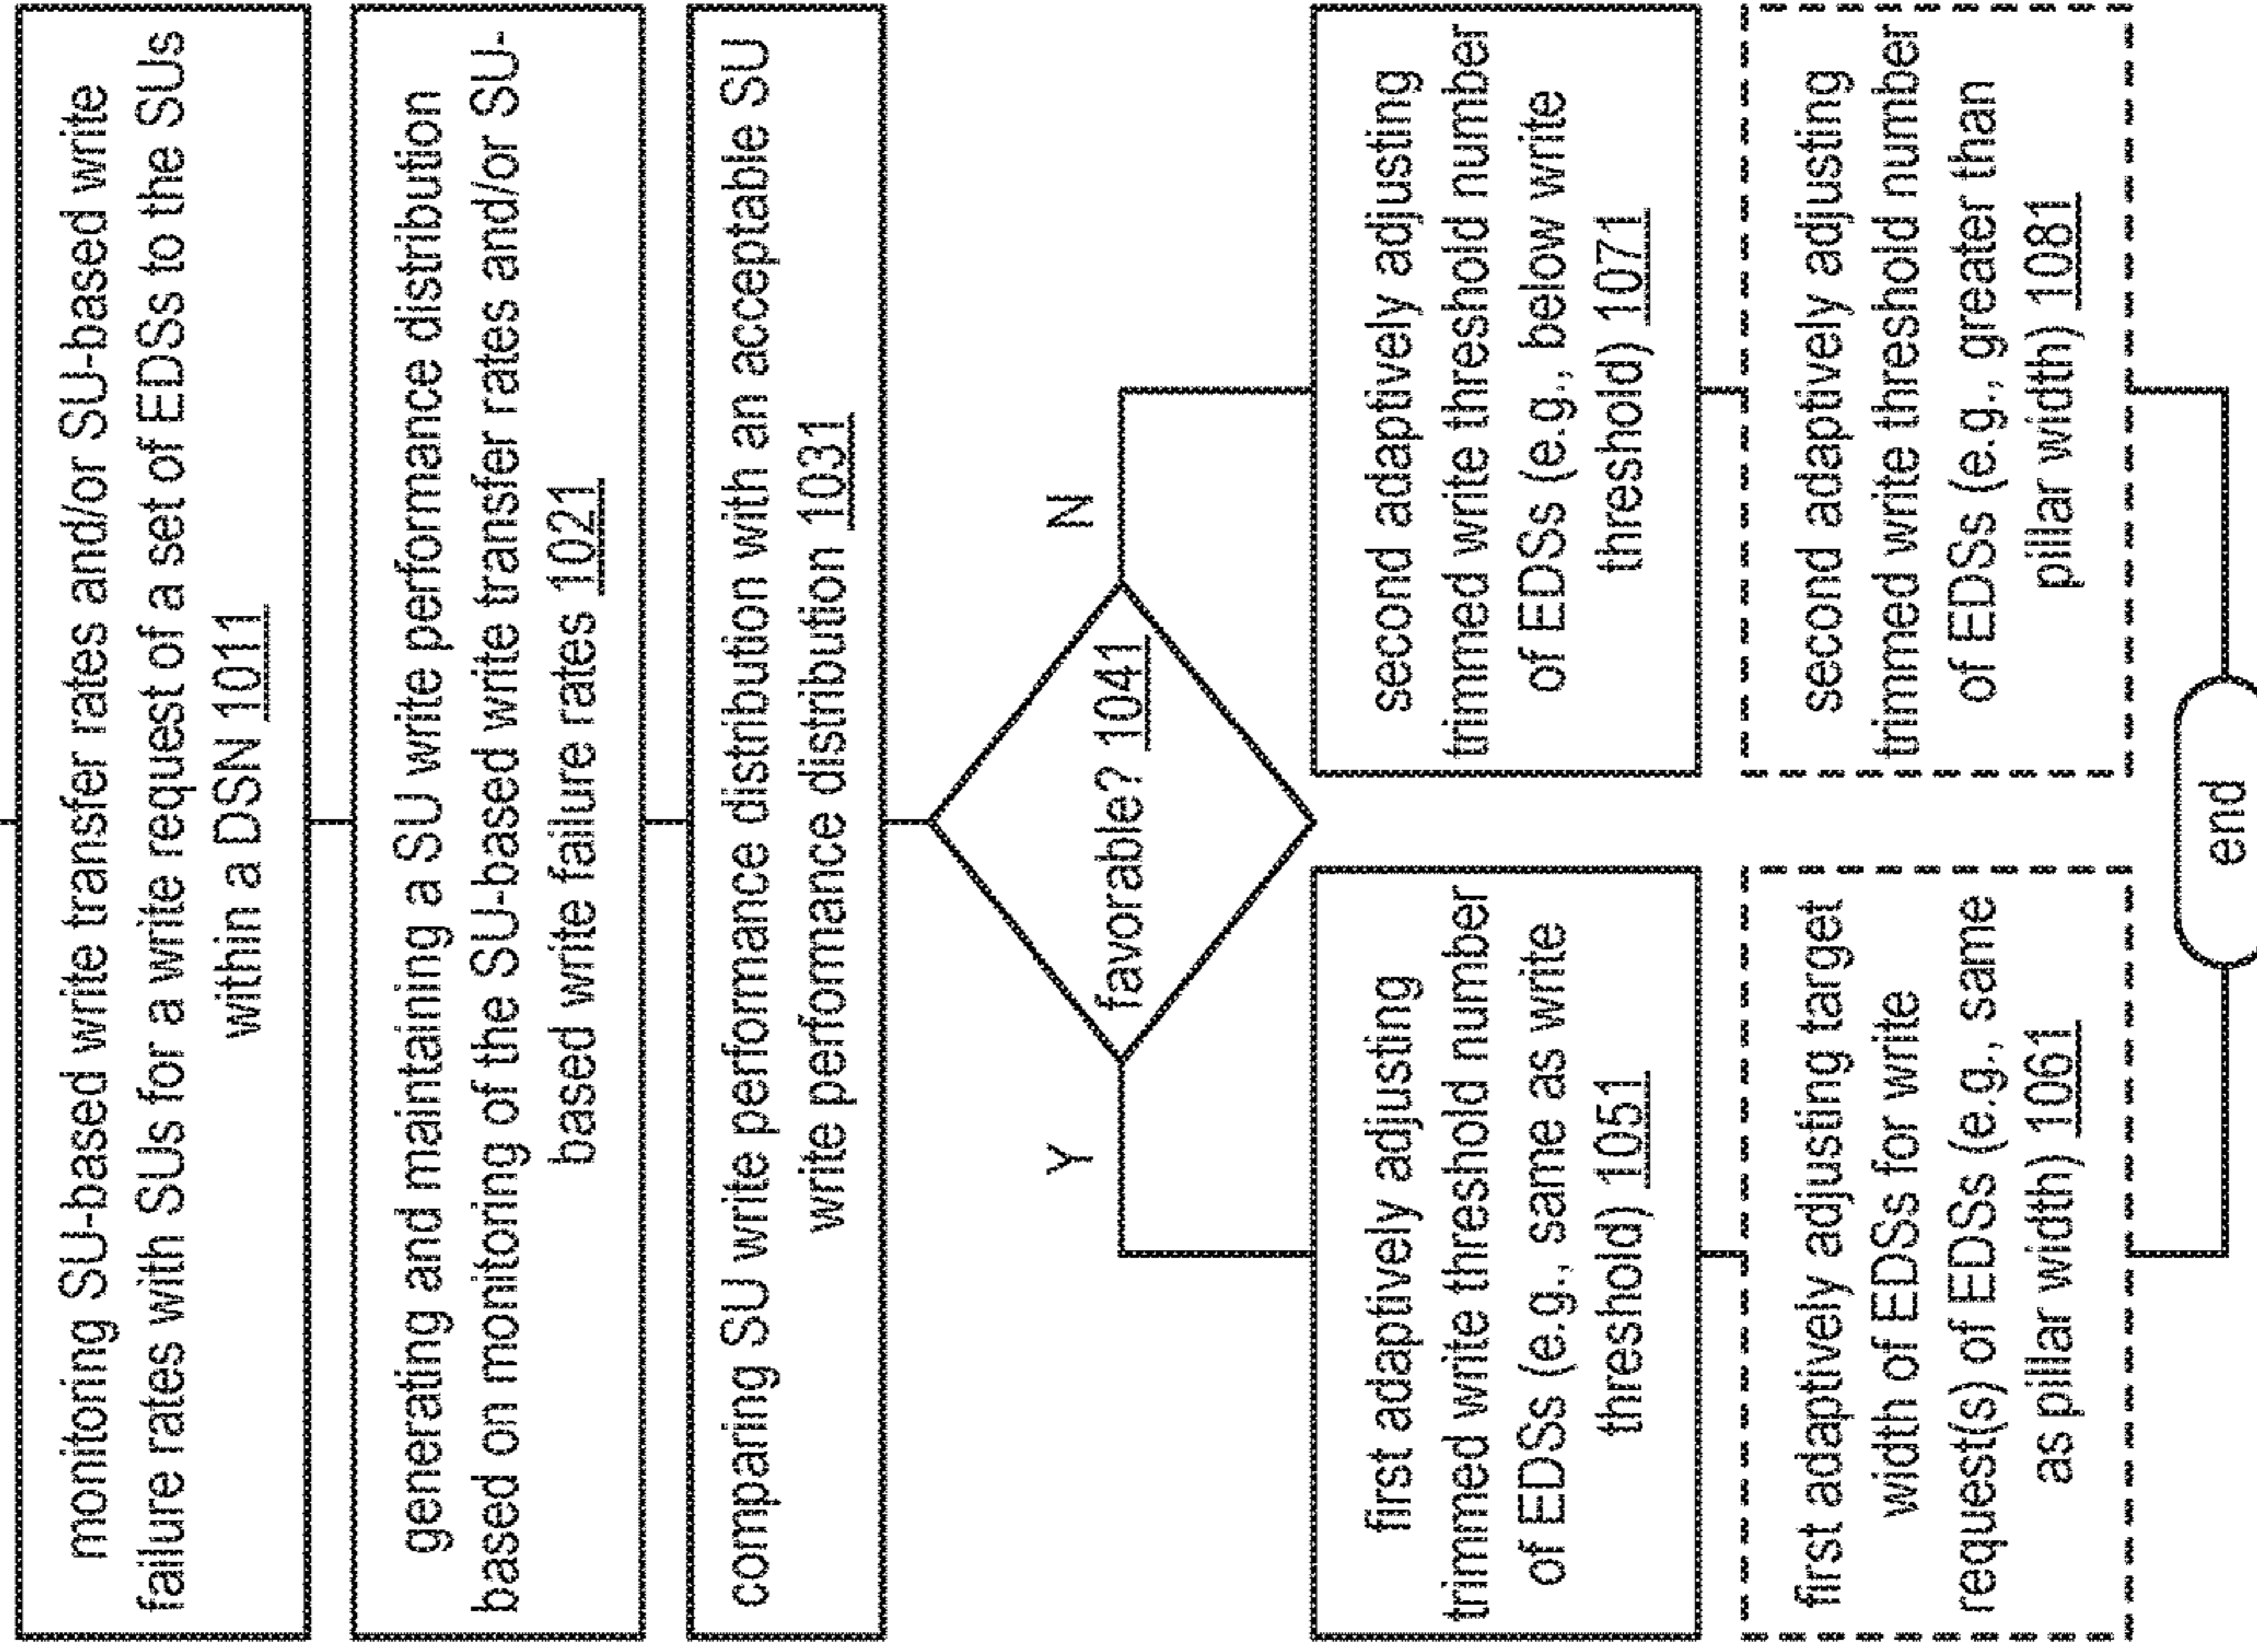 monitoring SU-based write transfer rates and/or SU-based write
failure rates with SUs for a write request of a set of EDSs to the SUs
within a DSN 1011
generating and maintaining a SU write performance distribution
based on monitoring of the SU-based write transfer rates and/or SU-
based write failure rates 1021
comparing SU write performance distribution with an acceptable SU
write performance distribution 1031
favorable? 1041
Y
N
first adaptively adjusting
trimmed write threshold number
of EDSs (e.g., same as write
threshold) 1051
second adaptively adjusting
trimmed write threshold number
of EDSs (e.g., below write
threshold) 1071
first adaptively adjusting target
width of EDSs for write
request(s) of EDSs (e.g., same
as pillar width) 1061
second adaptively adjusting
trimmed write threshold number
of EDSs (e.g., greater than
pillar width) 1081
end